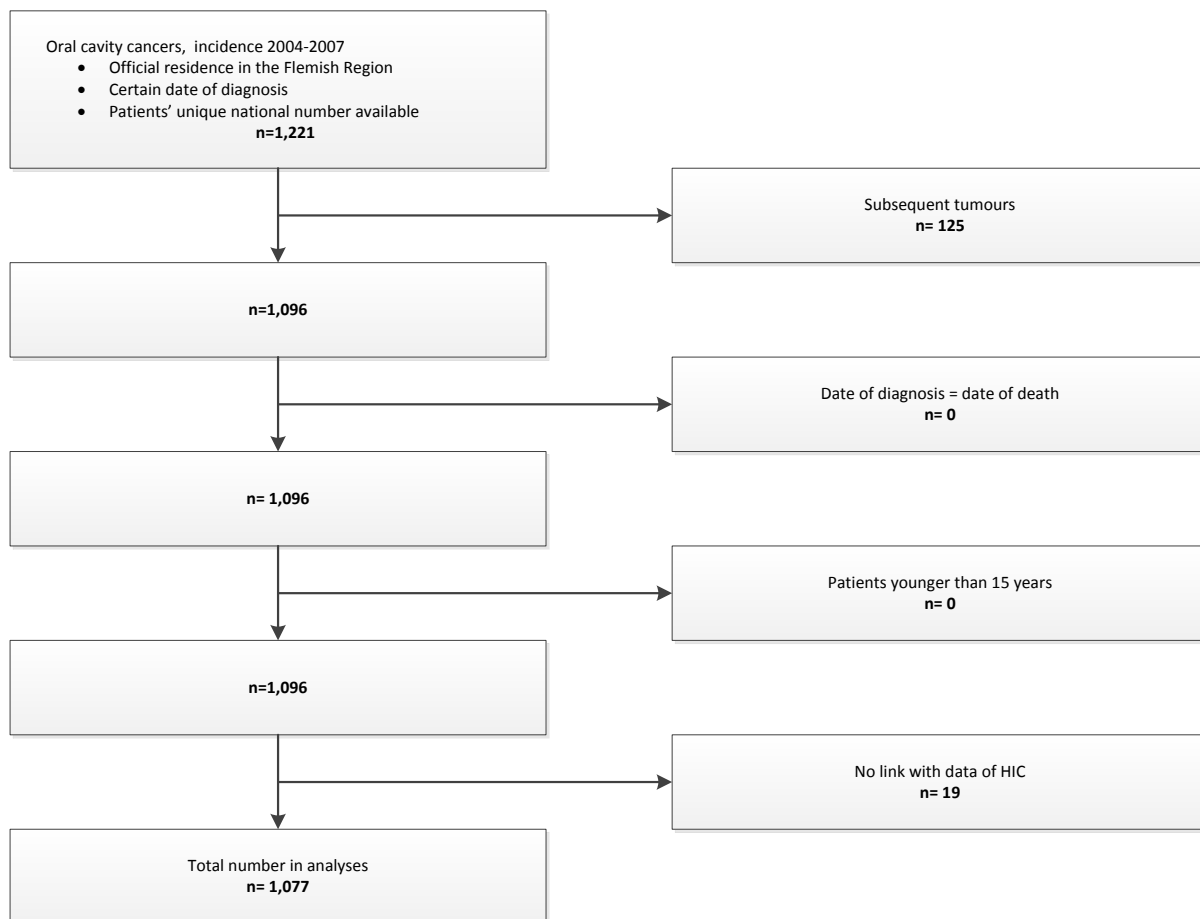 Oral cavity cancers, incidence 2004-2007
• Official residence in the Flemish Region
• Certain date of diagnosis
• Patients' unique national number available
n=1,221
Subsequent tumours
n= 125
n=1,096
Date of diagnosis = date of death
n= 0
n= 1,096
Patients younger than 15 years
n= 0
n=1,096
No link with data of HIC
n= 19
Total number in analyses
n= 1,077